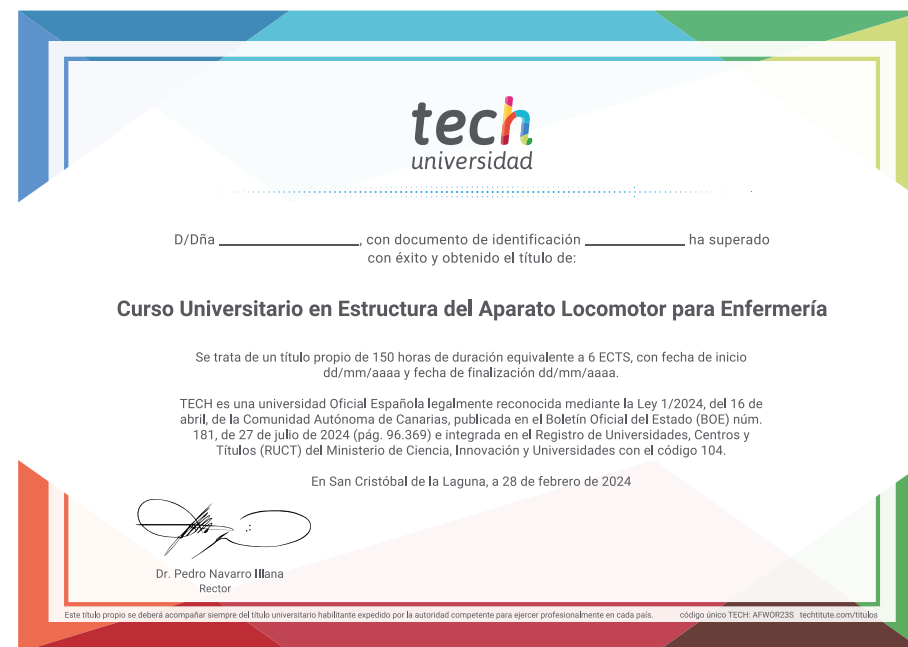 tech
universidad
D/Dña ____________________, con documento de identificación ______________ ha superado
con éxito y obtenido el título de:
Curso Universitario en Estructura del Aparato Locomotor para Enfermería
Se trata de un título propio de 150 horas de duración equivalente a 6 ECTS, con fecha de inicio
dd/mm/aaaa y fecha de finalización dd/mm/aaaa.
TECH es una universidad Oficial Española legalmente reconocida mediante la Ley 1/2024, del 16 de
abril, de la Comunidad Autónoma de Canarias, publicada en el Boletín Oficial del Estado (BOE) núm.
181, de 27 de julio de 2024 (pág. 96.369) e integrada en el Registro de Universidades, Centros y
Títulos (RUCT) del Ministerio de Ciencia, Innovación y Universidades con el código 104.
En San Cristóbal de la Laguna, a 28 de febrero de 2024
Dr. Pedro Navarro Illana
Rector
Este título propio se deberá acompañar siempre del título universitario habilitante expedido por la autoridad competente para ejercer profesionalmente en cada país. código único TECH: AFWOR23S techtitute.com/titulos